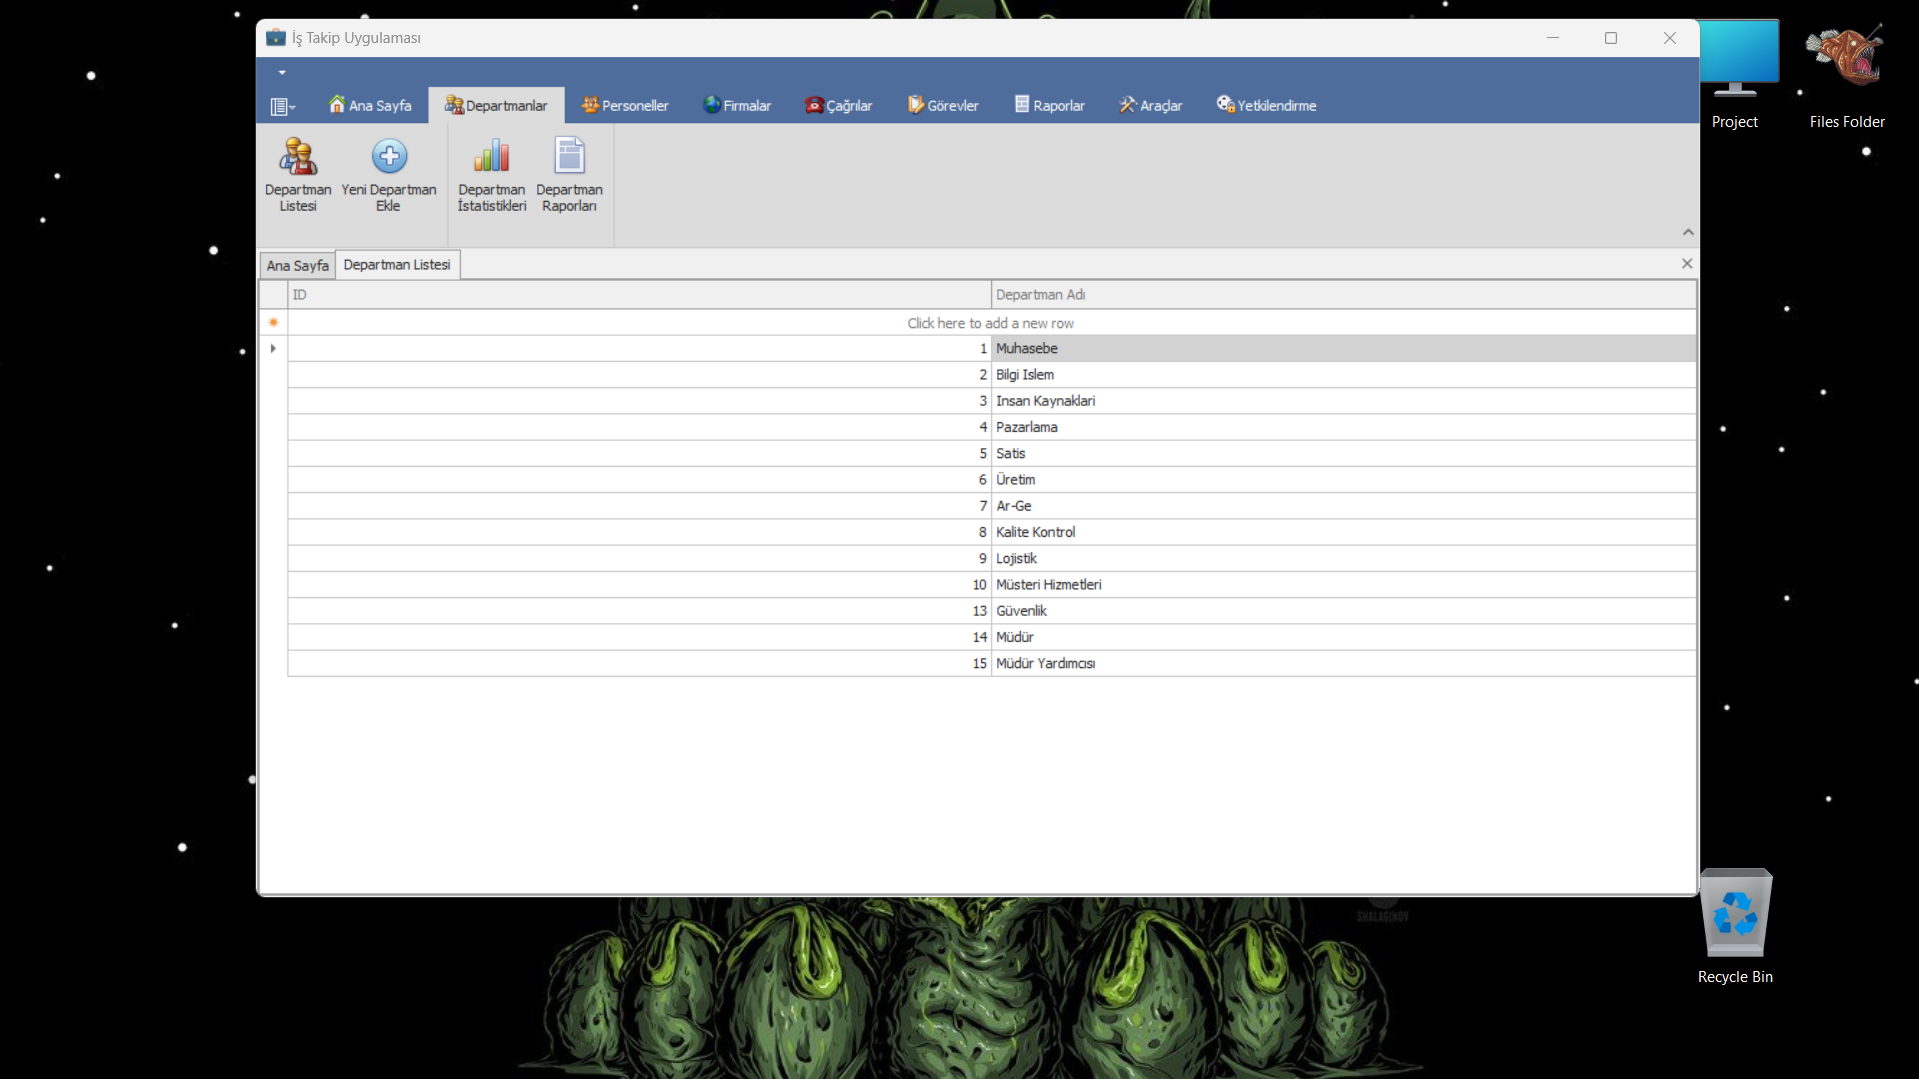 İş Takip Uygulaması
Project
Files Folder
Ana Sayfa
Departmanlar
Personeller
Firmalar
Çağrılar
Görevler
Raporlar
Araçlar
Yetkilendirme
Departman Listesi
Yeni Departman Ekle
Departman İstatistikleri
Departman Raporları
Ana Sayfa
Departman Listesi
ID Departman Adı
Click here to add a new row
1 Muhasebe
2 Bilgi Islem
3 Insan Kaynaklari
4 Pazarlama
5 Satis
6 Üretim
7 Ar-Ge
8 Kalite Kontrol
9 Lojistik
10 Müsteri Hizmetleri
13 Güvenlik
14 Müdür
15 Müdür Yardımcısı
SHALAGINOV
Recycle Bin